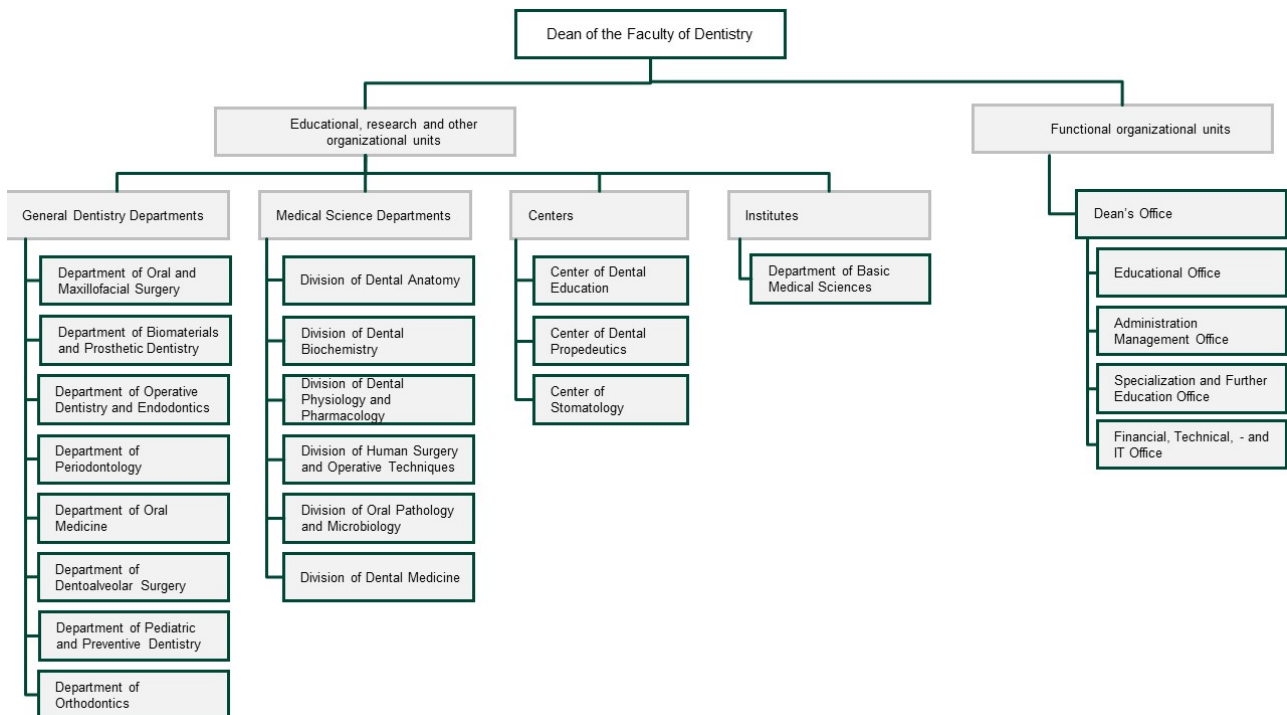 Dean of the Faculty of Dentistry
Educational, research and other
organizational units
Functional organizational units
General Dentistry Departments
Medical Science Departments
Centers
Institutes
Dean’s Office
Department of Oral and
Maxillofacial Surgery
Department of Biomaterials
and Prosthetic Dentistry
Department of Operative
Dentistry and Endodontics
Department of
Periodontology
Department of Oral
Medicine
Department of
Dentoalveolar Surgery
Department of Pediatric
and Preventive Dentistry
Department of
Orthodontics
Division of Dental Anatomy
Division of Dental
Biochemistry
Division of Dental
Physiology and
Pharmacology
Division of Human Surgery
and Operative Techniques
Division of Oral Pathology
and Microbiology
Division of Dental Medicine
Center of Dental
Education
Center of Dental
Propedeutics
Center of
Stomatology
Department of Basic
Medical Sciences
Educational Office
Administration
Management Office
Specialization and Further
Education Office
Financial, Technical, - and
IT Office